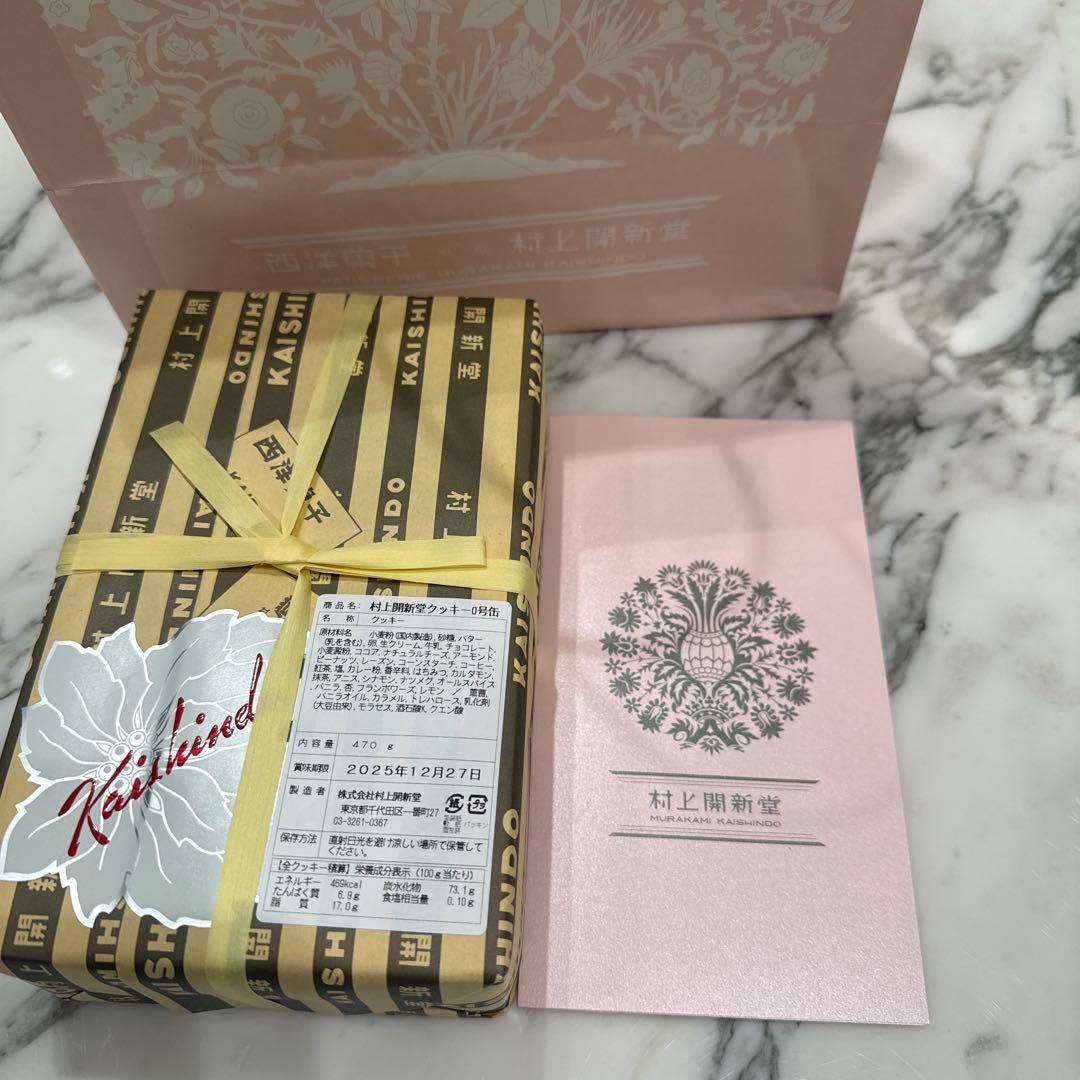 西洋菓子 村上開新堂
MURAKAMI KAISHINDO
村上開
新堂
KAISHINDO
西洋菓子
Kaishindo
商品名: 村上開新堂クッキー0号缶
名 称 クッキー
原材料名 小麦粉(国内製造)、砂糖、バター
(乳を含む)、卵、生クリーム、牛乳、チョコレート、
小麦澱粉、ココア、ナチュラルチーズ、アーモンド、
ピーナッツ、レーズン、コーンスターチ、コーヒー、
紅茶、塩、カレー粉、香辛料、はちみつ、カルダモン、
抹茶、アニス、シナモン、ナツメグ、オールスパイス
、バニラ、杏、フランボワーズ、レモン / 重曹、
バニラオイル、カラメル、トレハロース、乳化剤
(大豆由来)、モラセス、酒石酸K、クエン酸
内容量 470 g
賞味期限 2025年12月27日
製造者 株式会社村上開新堂
東京都千代田区一番町27
03-3261-0367
紙 プラ
保存方法 直射日光を避け涼しい場所で保管して
ください。
【全クッキー積算】栄養成分表示(100g当たり)
エネルギー 469kcal 炭水化物 73.1g
たんぱく質 6.9g 食塩相当量 0.10g
脂 質 17.0g
村上開新堂
MURAKAMI KAISHINDO